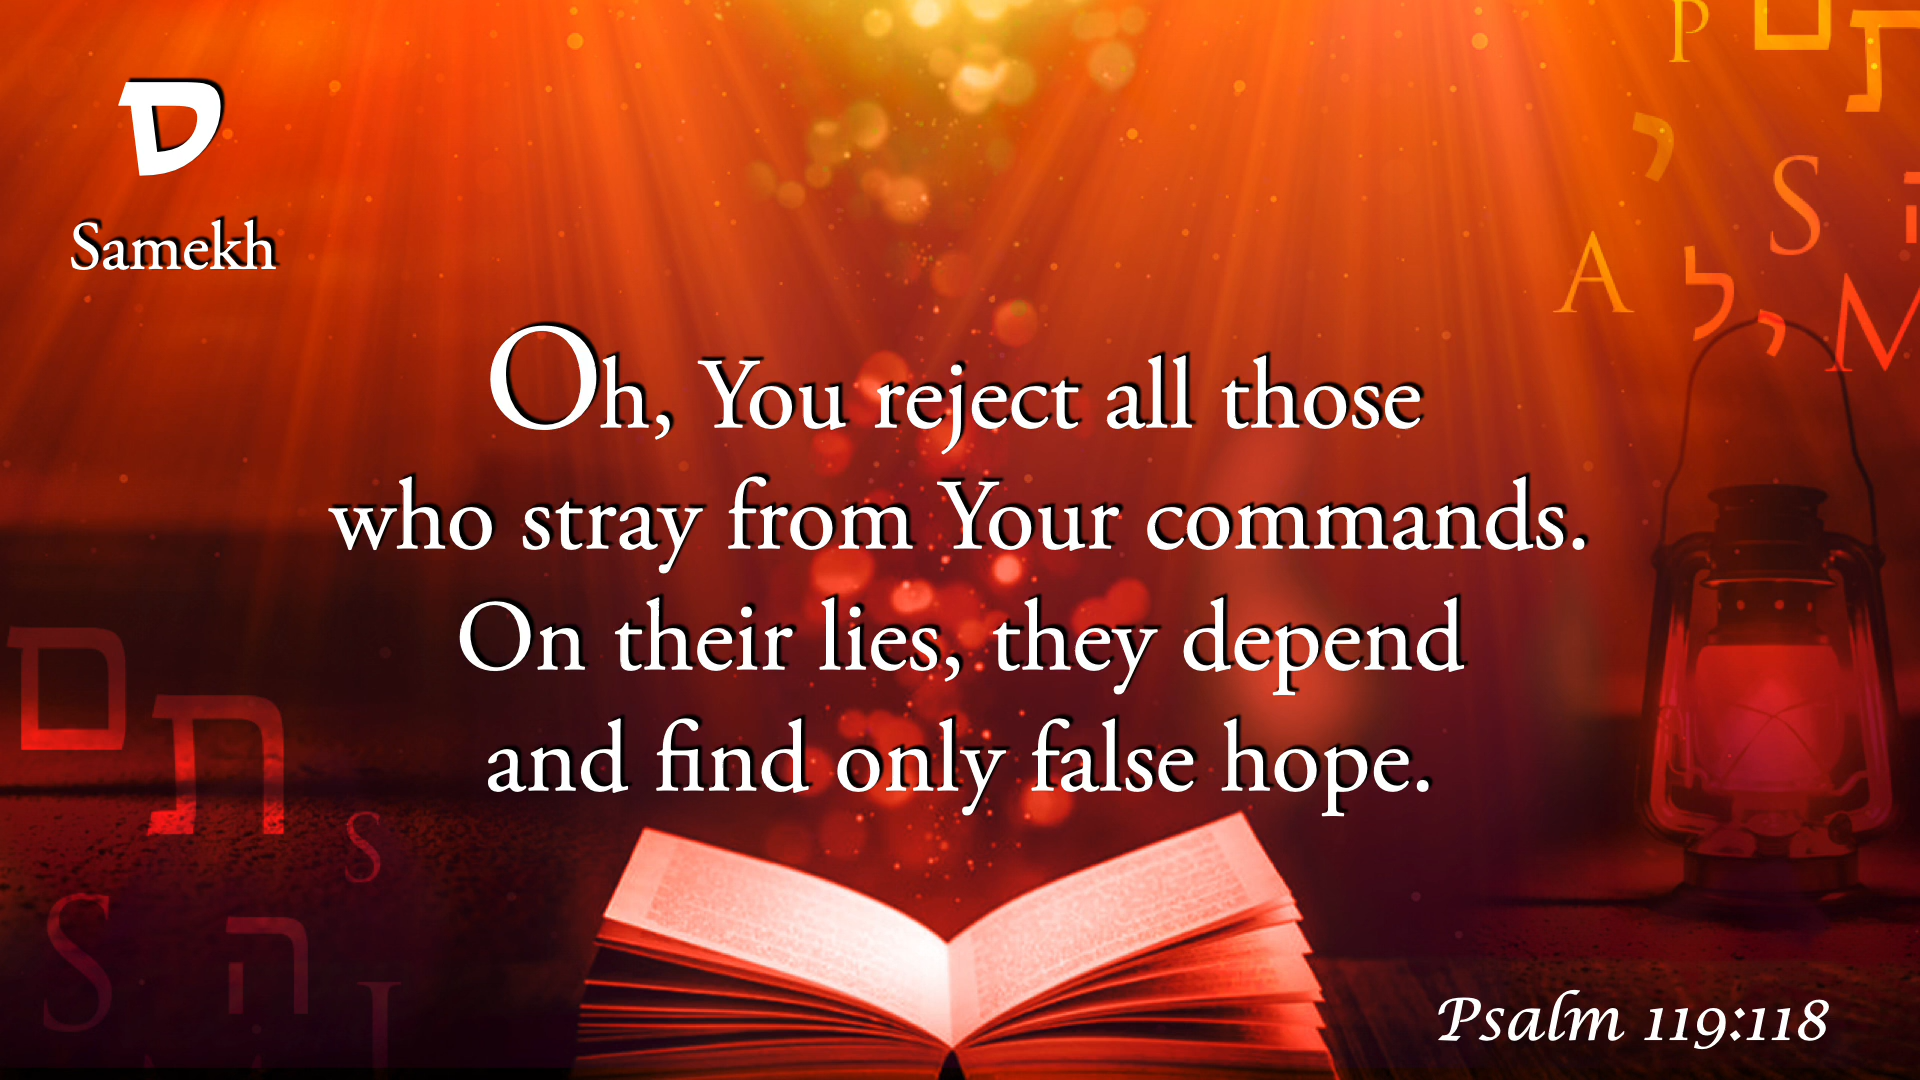 ס
Samekh
Oh, You reject all those
who stray from Your commands.
On their lies, they depend
and find only false hope.
Psalm 119:118
P
ם
ת
י
S
ה
A
ל
י
M
ם
ת
S
S
ה
I